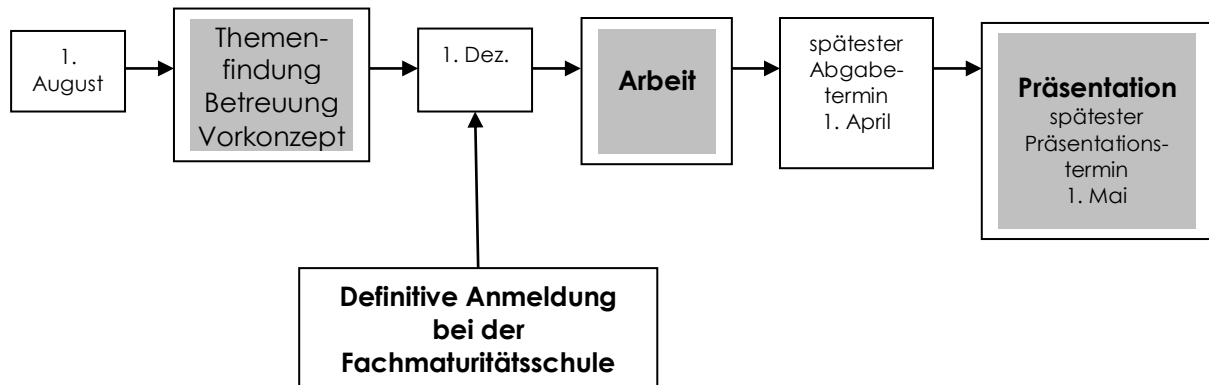 1.
August
Themen-
findung
Betreuung
Vorkonzept
1. Dez.
Arbeit
spätester
Abgabe-
termin
1. April
Präsentation
spätester
Präsentations-
termin
1. Mai
Definitive Anmeldung
bei der
Fachmaturitätsschule